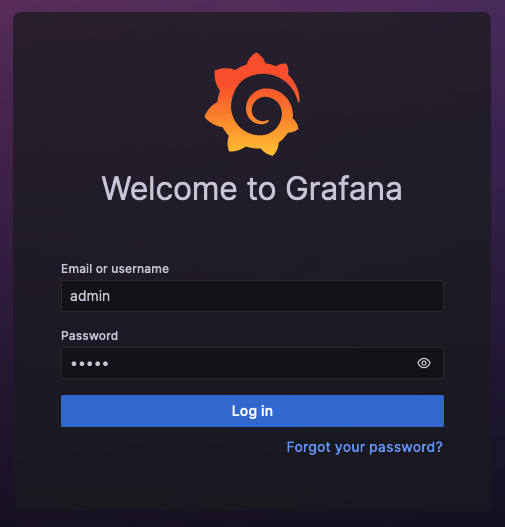 Welcome to Grafana
Email or username
admin
Password
•••••
Log in
Forgot your password?